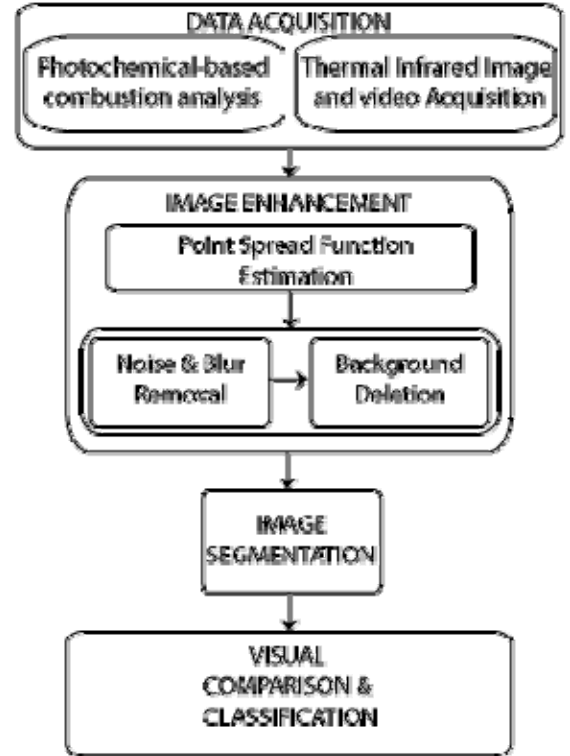 DATA ACQUISITION
Photochemical-based
combustion analysis
Thermal Infrared Image
and video Acquisition
IMAGE ENHANCEMENT
Point Spread Function
Estimation
Noise & Blur
Removal
Background
Deletion
IMAGE
SEGMENTATION
VISUAL
COMPARISON &
CLASSIFICATION